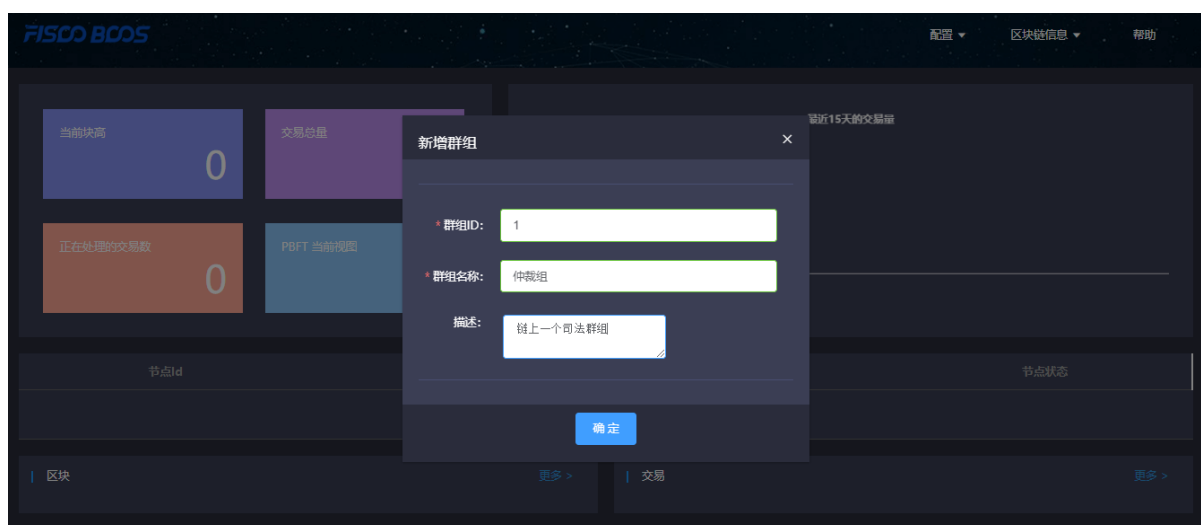 FISCO BCOS
配置
区块链信息
帮助
当前块高
0
交易总量
最近15天的交易量
正在处理的交易数
0
PBFT 当前视图
新增群组
×
* 群组ID:
1
* 群组名称:
仲裁组
描述:
链上一个司法群组
确定
节点Id
节点状态
区块
更多 >
交易
更多 >